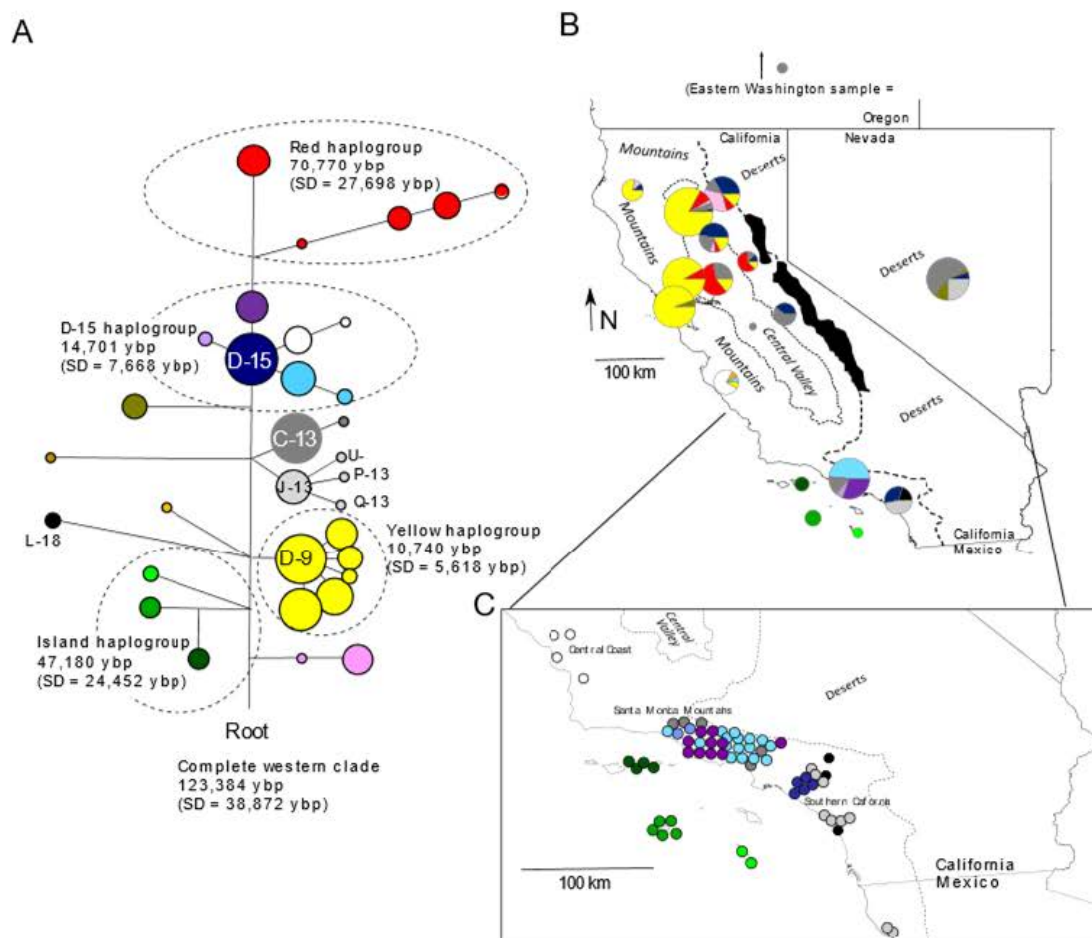 A
Red haplogroup
70,770 ybp
(SD = 27,698 ybp)
D-15 haplogroup
14,701 ybp
(SD = 7,668 ybp)
D-15
C-13
U-
J-13
P-13
Q-13
L-18
D-9
Yellow haplogroup
10,740 ybp
(SD = 5,618 ybp)
Island haplogroup
47,180 ybp
(SD = 24,452 ybp)
Root
Complete western clade
123,384 ybp
(SD = 38,872 ybp)
B
(Eastern Washington sample =
Oregon
California
Nevada
Mountains
Deserts
Mountains
Deserts
N
100 km
Mountains
Central Valley
Deserts
California
Mexico
C
Central
Valley
Central Coast
Deserts
Santa Monica Mountains
Southern
California
Mexico
100 km